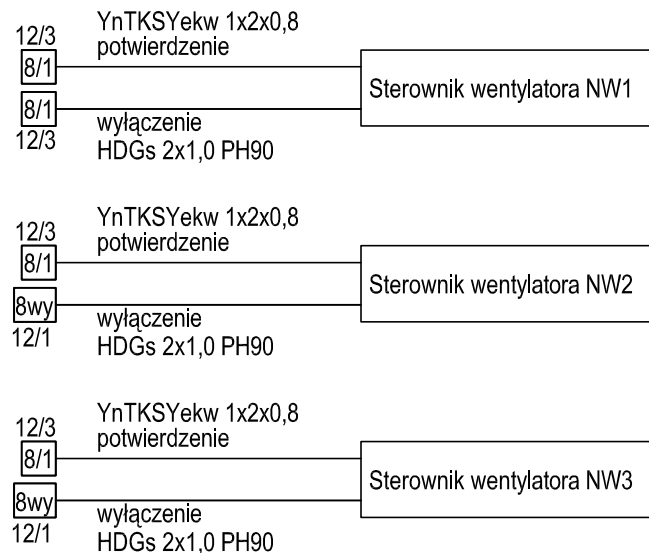 YnTKSYekw 1x2x0,8
12/3
potwierdzenie
8/1
Sterownik wentylatora NW1
8/1
wyłączenie
12/3
HDGs 2x1,0 PH90
YnTKSYekw 1x2x0,8
12/3
potwierdzenie
8/1
Sterownik wentylatora NW2
8wy
wyłączenie
12/1
HDGs 2x1,0 PH90
YnTKSYekw 1x2x0,8
12/3
potwierdzenie
8/1
Sterownik wentylatora NW3
8wy
wyłączenie
12/1
HDGs 2x1,0 PH90